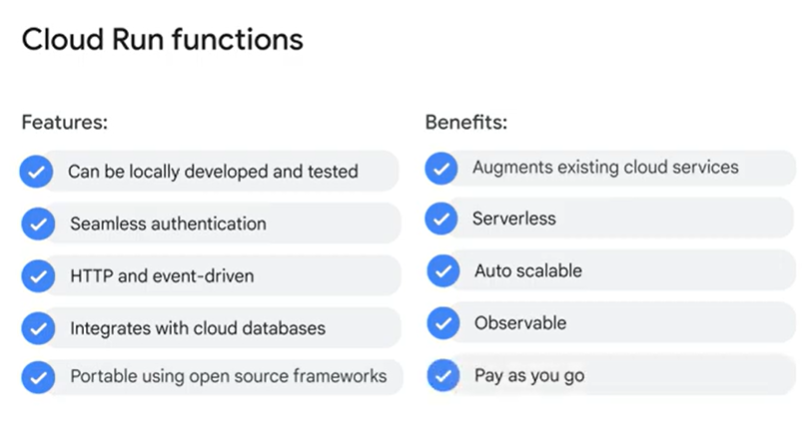 Cloud Run functions
Features:
Can be locally developed and tested
Seamless authentication
HTTP and event-driven
Integrates with cloud databases
Portable using open source frameworks
Benefits:
Augments existing cloud services
Serverless
Auto scalable
Observable
Pay as you go